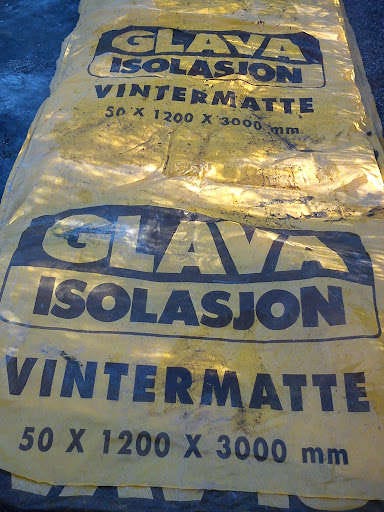 GLAVA
ISOLASJON
VINTERMATTE
50 X 1200 X 3000 mm
GLAVA
ISOLASJON
VINTERMATTE
50 X 1200 X 3000 mm